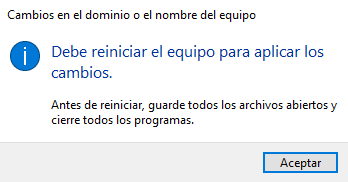 Cambios en el dominio o el nombre del equipo
Debe reiniciar el equipo para aplicar los
cambios.
Antes de reiniciar, guarde todos los archivos abiertos y
cierre todos los programas.
Aceptar